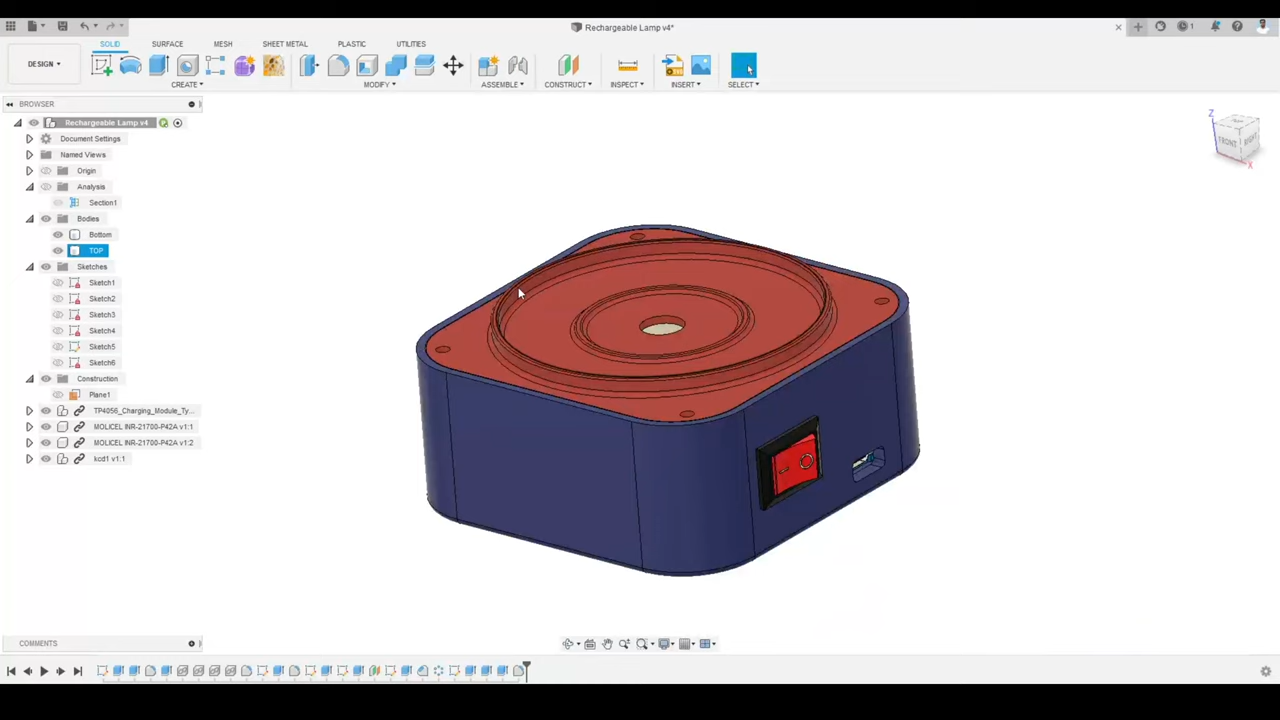 Rechargeable Lamp v4*
1
SOLID SURFACE MESH SHEET METAL PLASTIC UTILITIES
DESIGN
CREATE MODIFY ASSEMBLE CONSTRUCT INSPECT INSERT SELECT
BROWSER
Rechargeable Lamp v4
Document Settings
Named Views
Origin
Analysis
Section1
Bodies
Bottom
TOP
Sketches
Sketch1
Sketch2
Sketch3
Sketch4
Sketch5
Sketch6
Construction
Plane1
TP4056_Charging_Module_Ty...
MOLICEL INR-21700-P42A v1:1
MOLICEL INR-21700-P42A v1:2
kcd1 v1:1
Z
FRONT RIGHT
X
COMMENTS